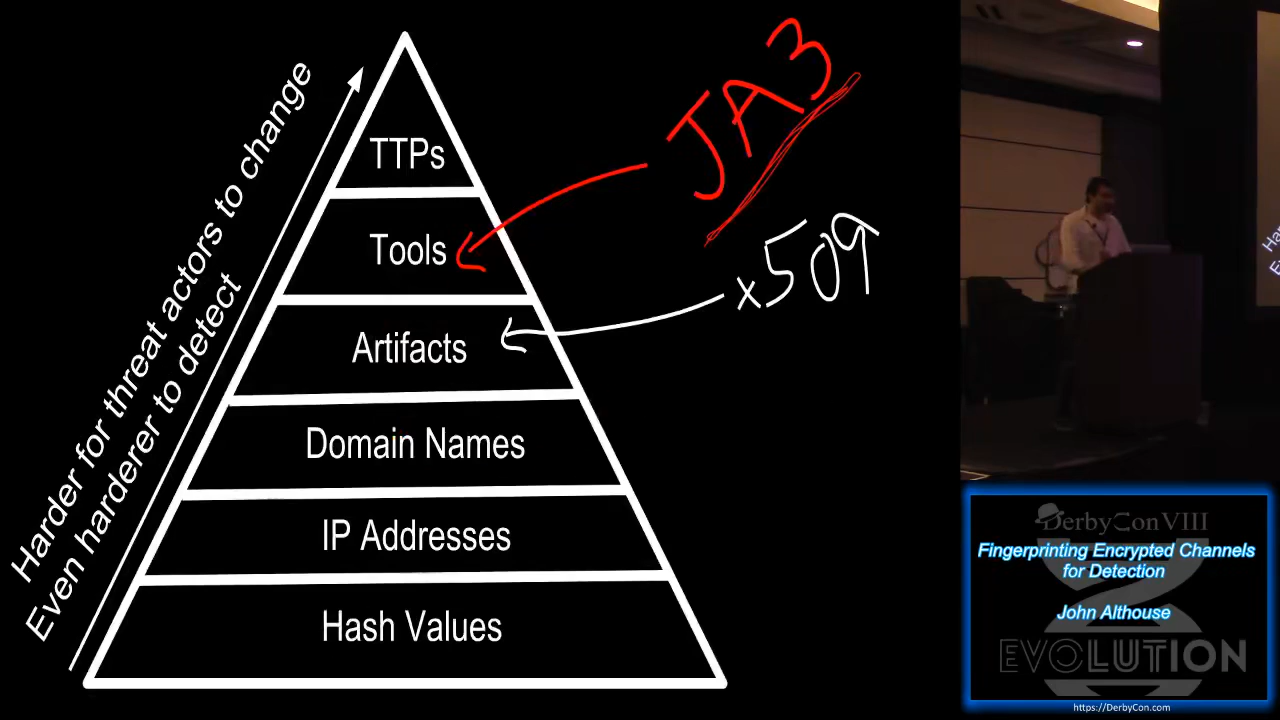 Harder for threat actors to change
Even harderer to detect
TTPs
Tools
Artifacts
Domain Names
IP Addresses
Hash Values
JA3
x509
DerbyCon VIII
Fingerprinting Encrypted Channels
for Detection
John Althouse
EVOLUTION
https://DerbyCon.com